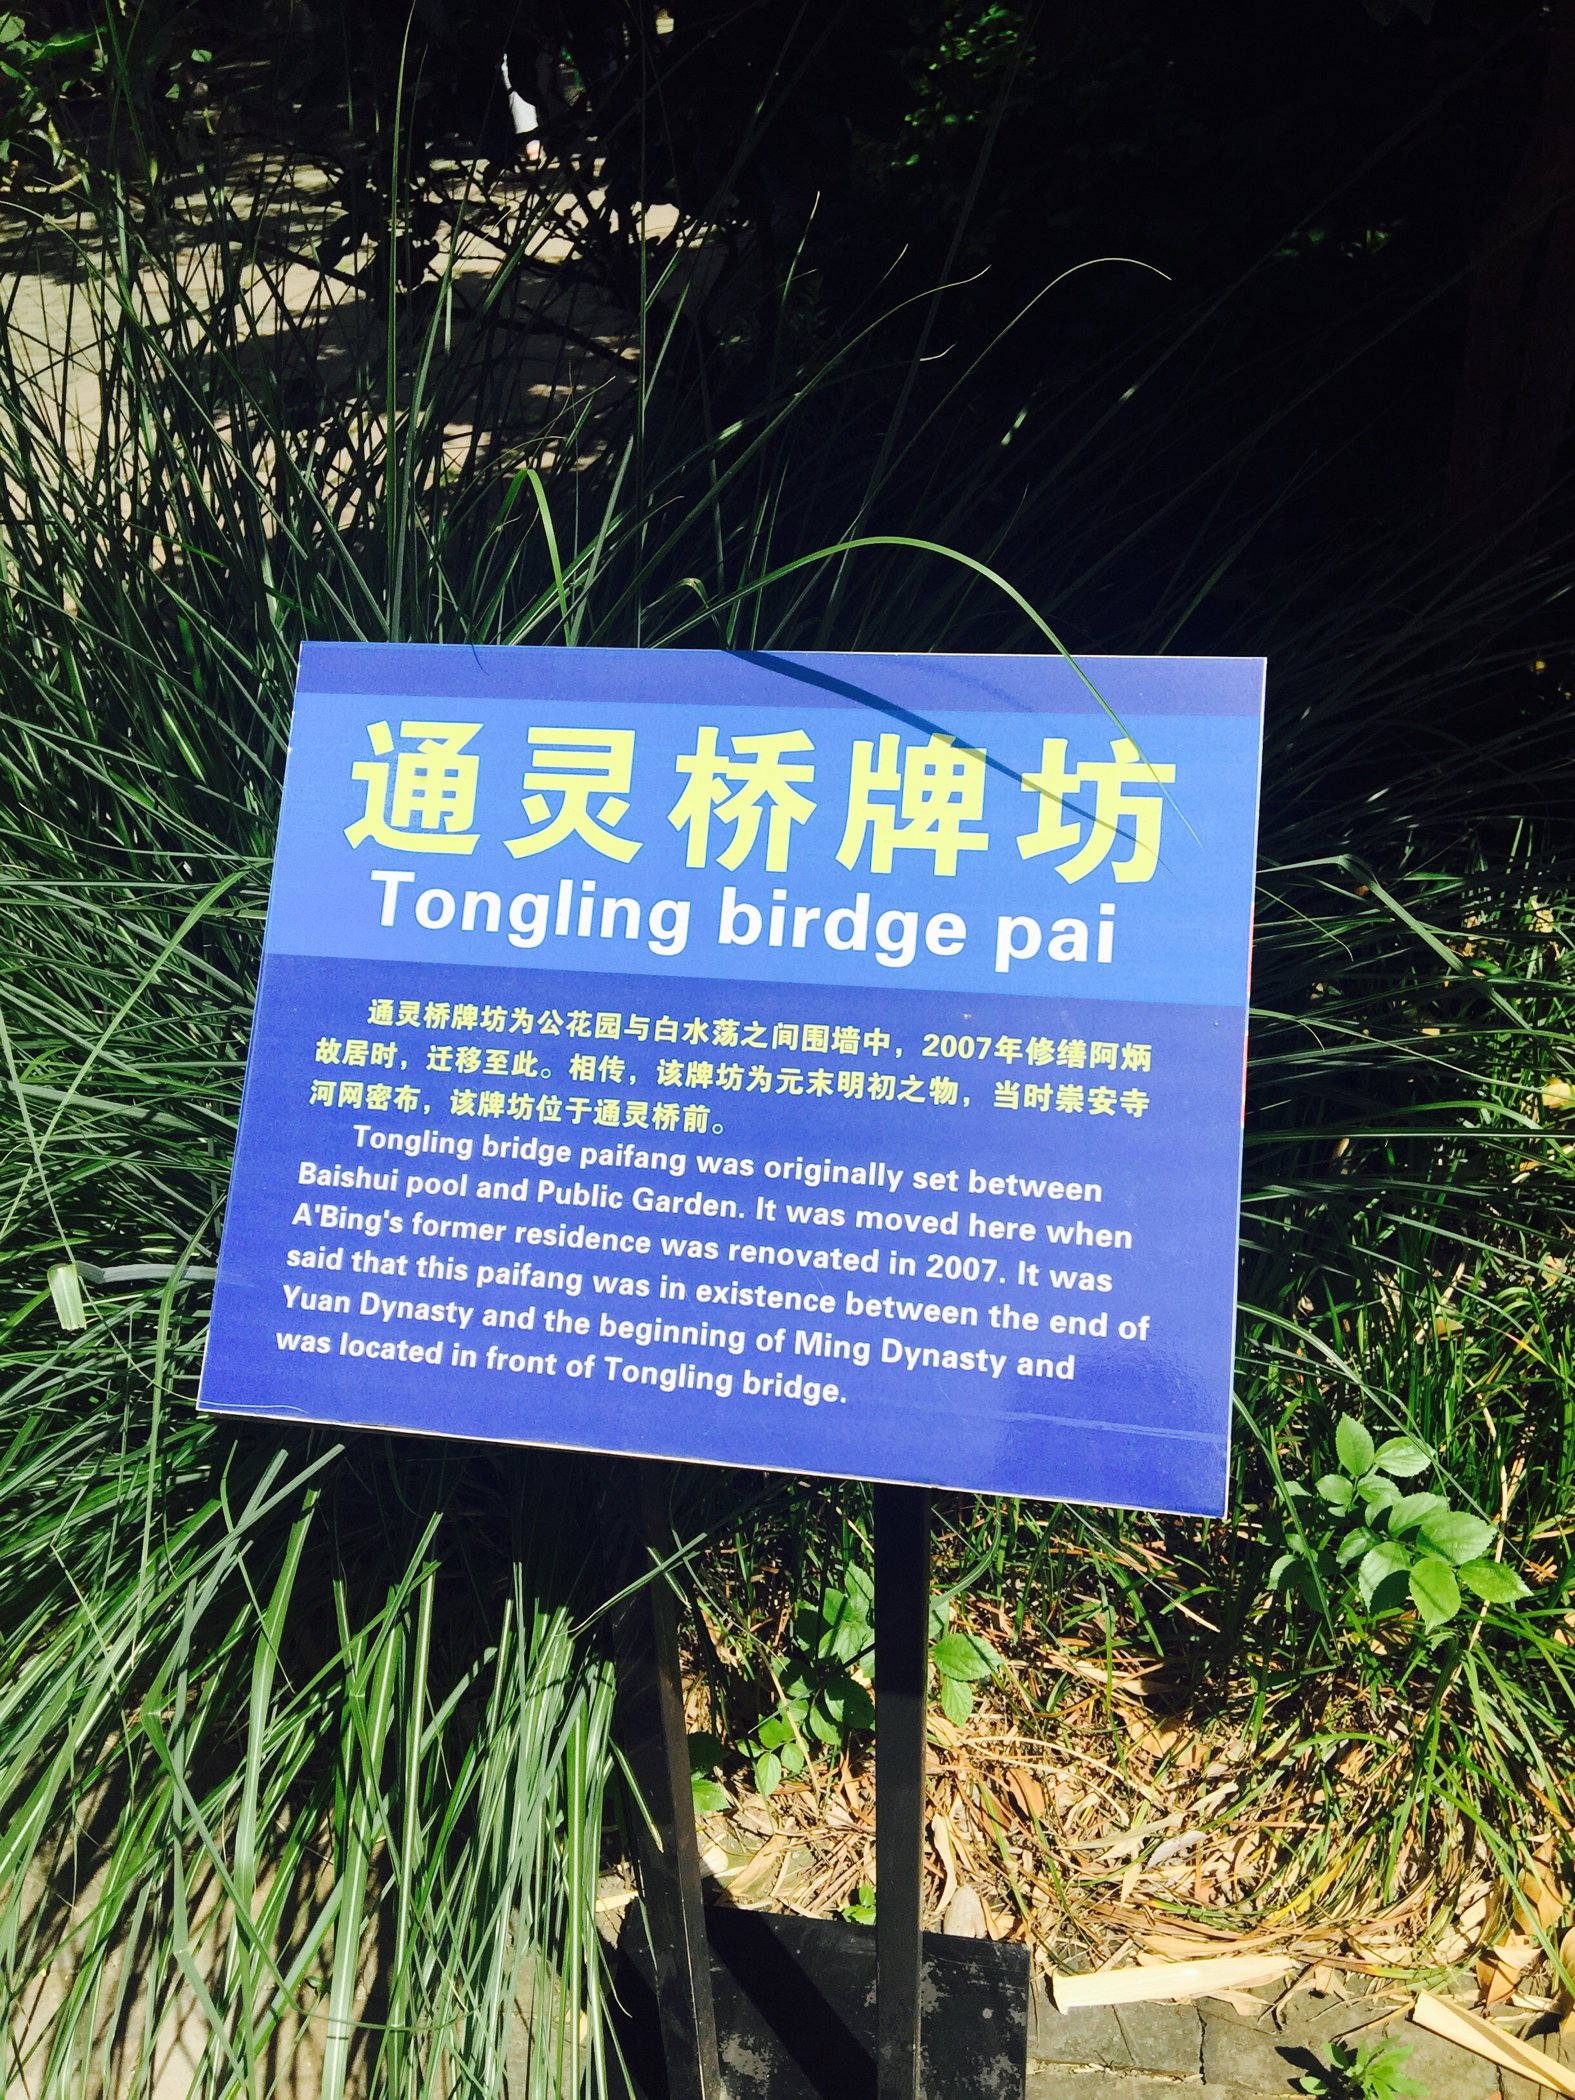 通灵桥牌坊
Tongling birdge pai
通灵桥牌坊为公花园与白水荡之间围墙中，2007年修缮阿炳
故居时，迁移至此。相传，该牌坊为元末明初之物，当时崇安寺
河网密布，该牌坊位于通灵桥前。
Tongling bridge paifang was originally set between
Baishui pool and Public Garden. It was moved here when
A'Bing's former residence was renovated in 2007. It was
said that this paifang was in existence between the end of
Yuan Dynasty and the beginning of Ming Dynasty and
was located in front of Tongling bridge.